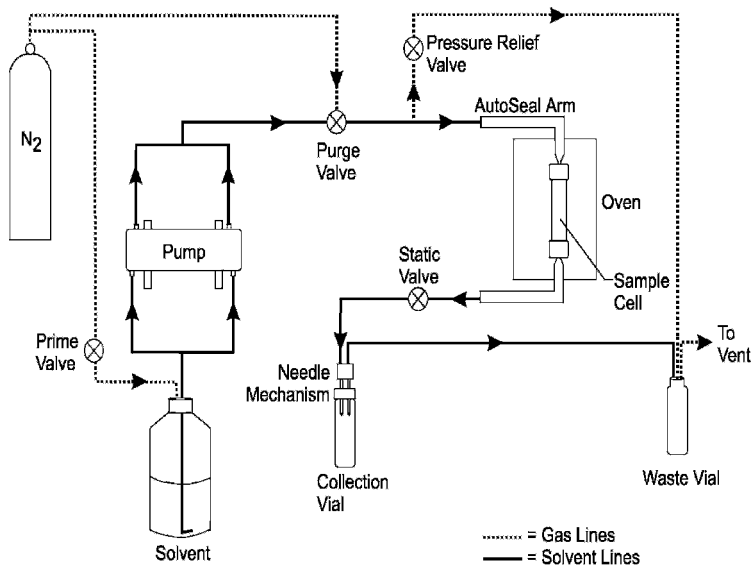 Pressure Relief
Valve
AutoSeal Arm
N2
Purge
Valve
Oven
Pump
Static
Valve
Sample
Cell
Prime
Valve
To
Vent
Needle
Mechanism
Collection
Vial
Waste Vial
Solvent
= Gas Lines
= Solvent Lines